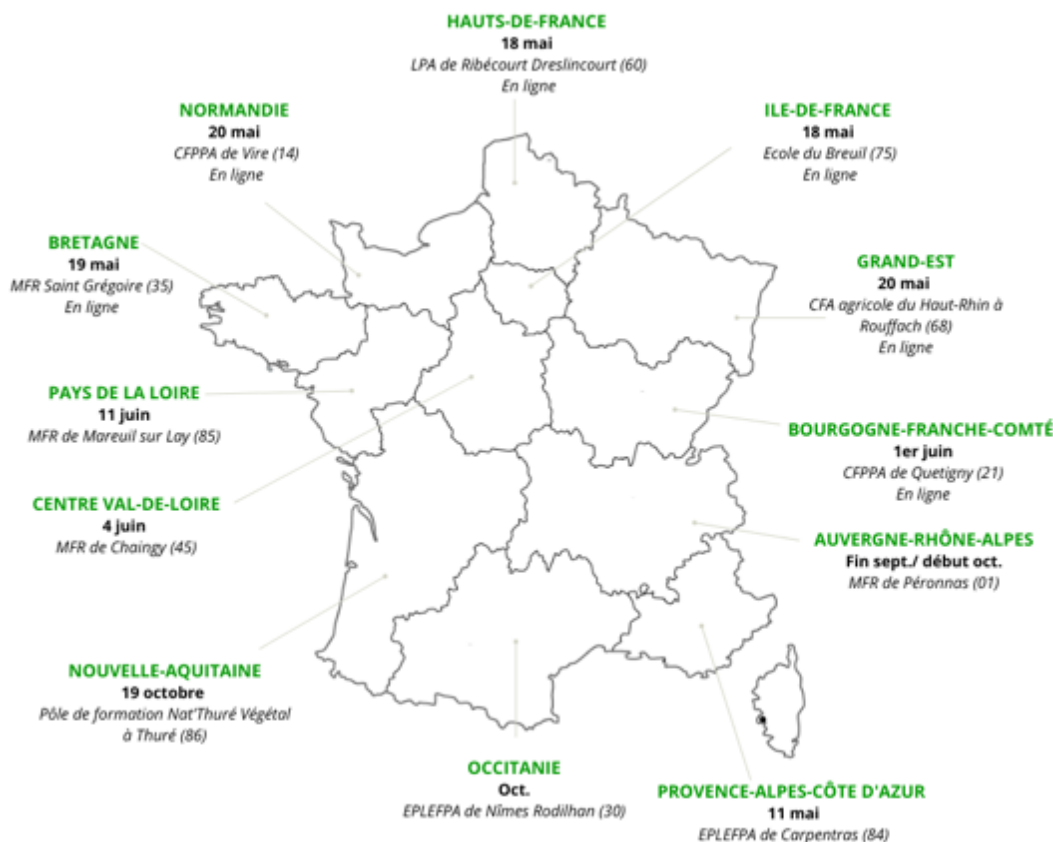 HAUTS-DE-FRANCE
18 mai
LPA de Ribécourt Dreslincourt (60)
En ligne
NORMANDIE
20 mai
CFPPA de Vire (14)
En ligne
ILE-DE-FRANCE
18 mai
Ecole du Breuil (75)
En ligne
BRETAGNE
19 mai
MFR Saint Grégoire (35)
En ligne
GRAND-EST
20 mai
CFA agricole du Haut-Rhin à
Rouffach (68)
En ligne
PAYS DE LA LOIRE
11 juin
MFR de Mareuil sur Lay (85)
BOURGOGNE-FRANCHE-COMTÉ
1er juin
CFPPA de Quetigny (21)
En ligne
CENTRE VAL-DE-LOIRE
4 juin
MFR de Chaingy (45)
AUVERGNE-RHÔNE-ALPES
Fin sept./ début oct.
MFR de Péronnas (01)
NOUVELLE-AQUITAINE
19 octobre
Pôle de formation Nat'Thuré Végétal
à Thuré (86)
OCCITANIE
Oct.
EPLEFPA de Nîmes Rodilhan (30)
PROVENCE-ALPES-CÔTE D'AZUR
11 mai
EPLEFPA de Carpentras (84)